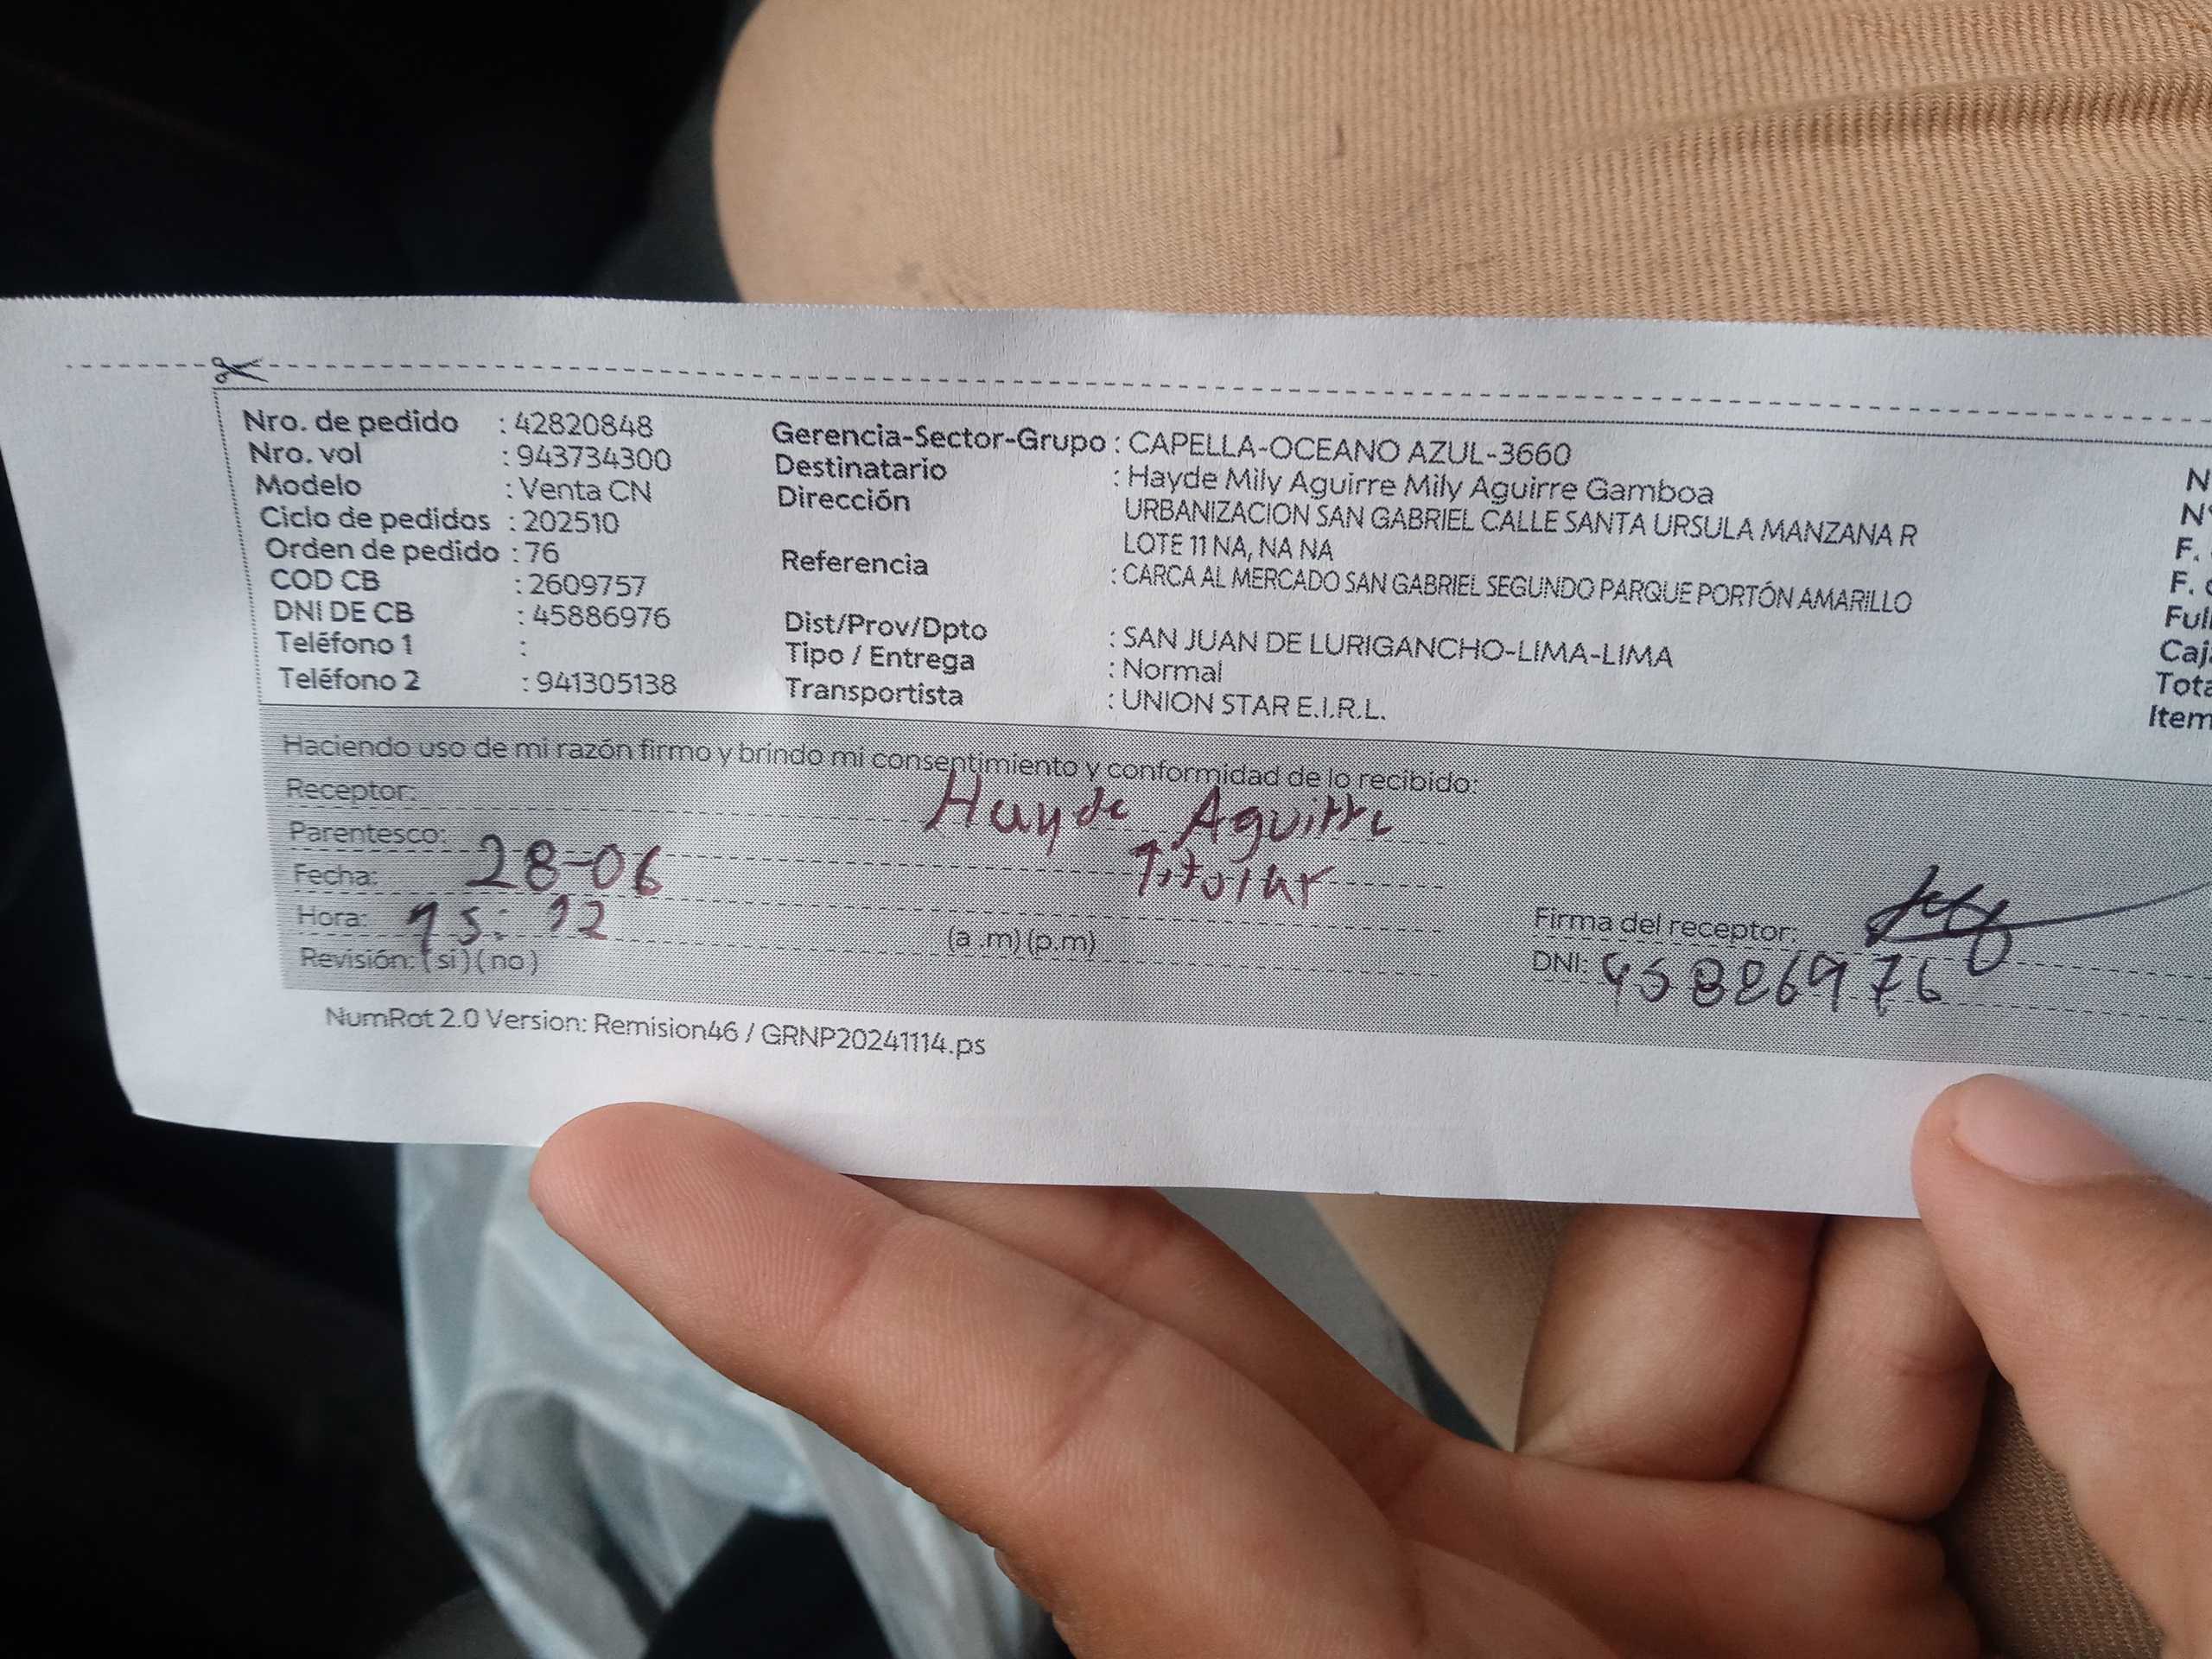 Nro. de pedido : 42820848
Nro. vol : 943734300
Modelo : Venta CN
Ciclo de pedidos : 202510
Orden de pedido : 76
COD CB : 2609757
DNI DE CB : 45886976
Teléfono 1 :
Teléfono 2 : 941305138
Gerencia-Sector-Grupo : CAPELLA-OCEANO AZUL-3660
Destinatario : Hayde Mily Aguirre Mily Aguirre Gamboa
Dirección URBANIZACION SAN GABRIEL CALLE SANTA URSULA MANZANA R
LOTE 11 NA, NA NA
Referencia : CARCA AL MERCADO SAN GABRIEL SEGUNDO PARQUE PORTÓN AMARILLO
Dist/Prov/Dpto : SAN JUAN DE LURIGANCHO-LIMA-LIMA
Tipo / Entrega : Normal
Transportista : UNION STAR E.I.R.L.
N
N°
F.
F.
Full
Caj
Tota
Item
Haciendo uso de mi razón firmo y brindo mi consentimiento y conformidad de lo recibido:
Receptor: Hayde Aguirre
Parentesco: Titular
Fecha: 28-06
Hora: 15:12 (a .m) (p.m)
Revisión: (si) (no)
Firma del receptor:
DNI: 45886976
NumRot 2.0 Version: Remision46 / GRNP20241114.ps